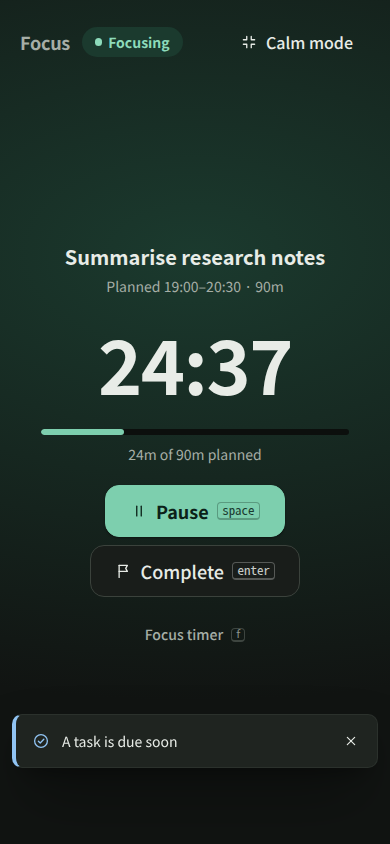 Focus
Focusing
Calm mode
Summarise research notes
Planned 19:00–20:30 · 90m
24:37
24m of 90m planned
Pause space
Complete enter
Focus timer f
A task is due soon